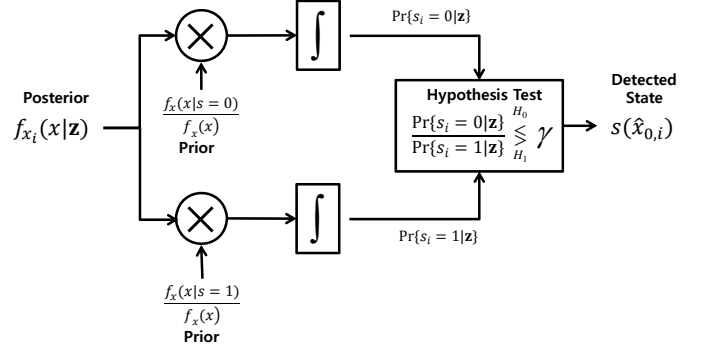 Posterior
f_{x_i}(x|𝐳)
×
f_x(x|s = 0)
f_x(x)
Prior
∫
Pr{s_i = 0|𝐳}
Hypothesis Test
Pr{s_i = 0|𝐳} H_0
≶ γ
Pr{s_i = 1|𝐳} H_1
Detected
State
s(x̂_{0,i})
×
f_x(x|s = 1)
f_x(x)
Prior
∫
Pr{s_i = 1|𝐳}